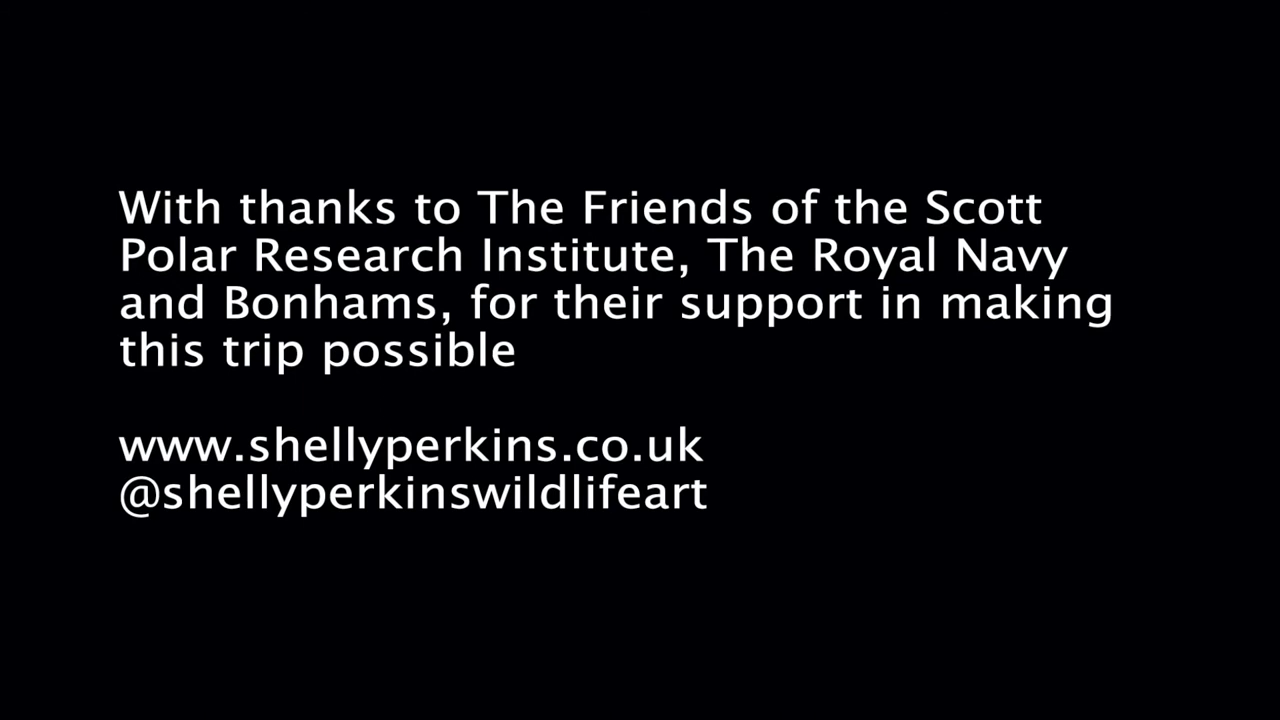 With thanks to The Friends of the Scott
Polar Research Institute, The Royal Navy
and Bonhams, for their support in making
this trip possible
www.shellyperkins.co.uk
@shellyperkinswildlifeart